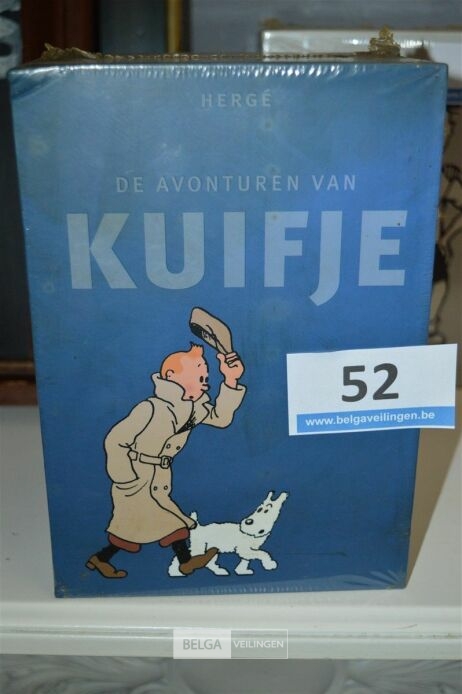 HERGÉ
DE AVONTUREN VAN
KUIFJE
52
www.belgaveilingen.be
BELGA VEILINGEN